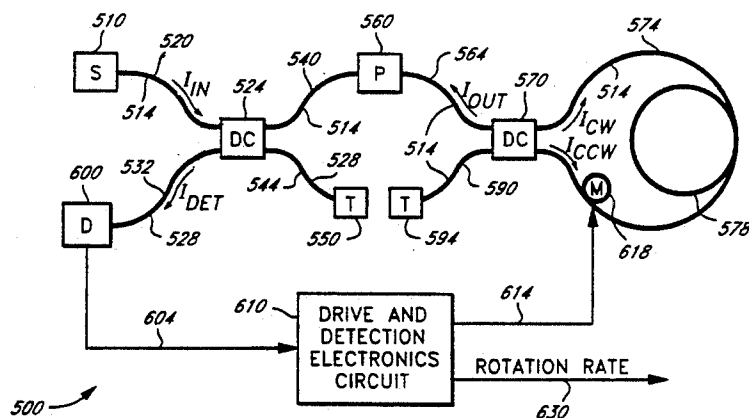 510
520
S
I_IN
514
524
DC
540
514
560
P
564
I_OUT
570
DC
574
514
I_CW
I_CCW
M
618
578
532
600
D
I_DET
528
544
528
T
550
514
590
T
594
610
DRIVE AND
DETECTION
ELECTRONICS
CIRCUIT
604
614
ROTATION RATE
630
500